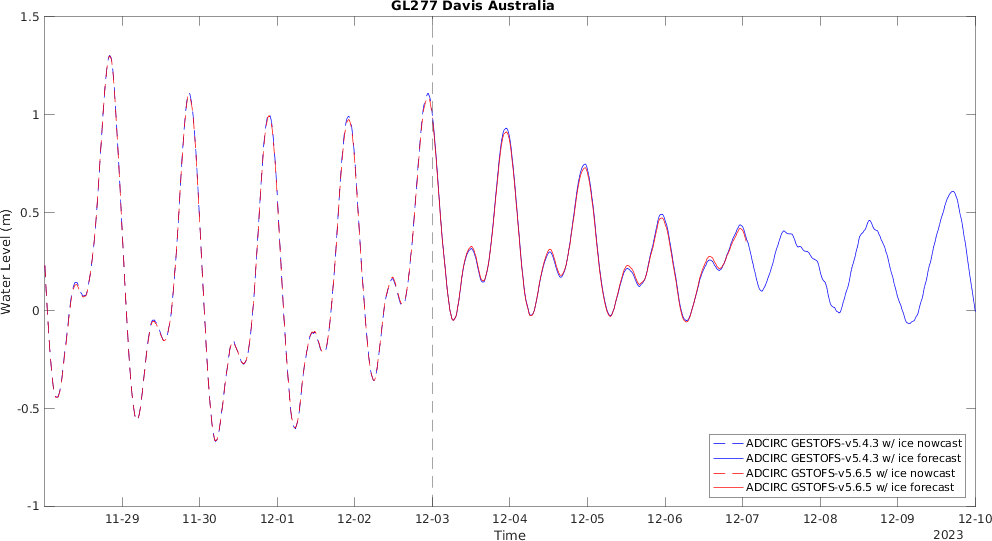 GL277 Davis Australia
1.5
1
0.5
0
-0.5
-1
Water Level (m)
11-29 11-30 12-01 12-02 12-03 12-04 12-05 12-06 12-07 12-08 12-09 12-10
Time
2023
ADCIRC GESTOFS-v5.4.3 w/ ice nowcast
ADCIRC GESTOFS-v5.4.3 w/ ice forecast
ADCIRC GSTOFS-v5.6.5 w/ ice nowcast
ADCIRC GSTOFS-v5.6.5 w/ ice forecast